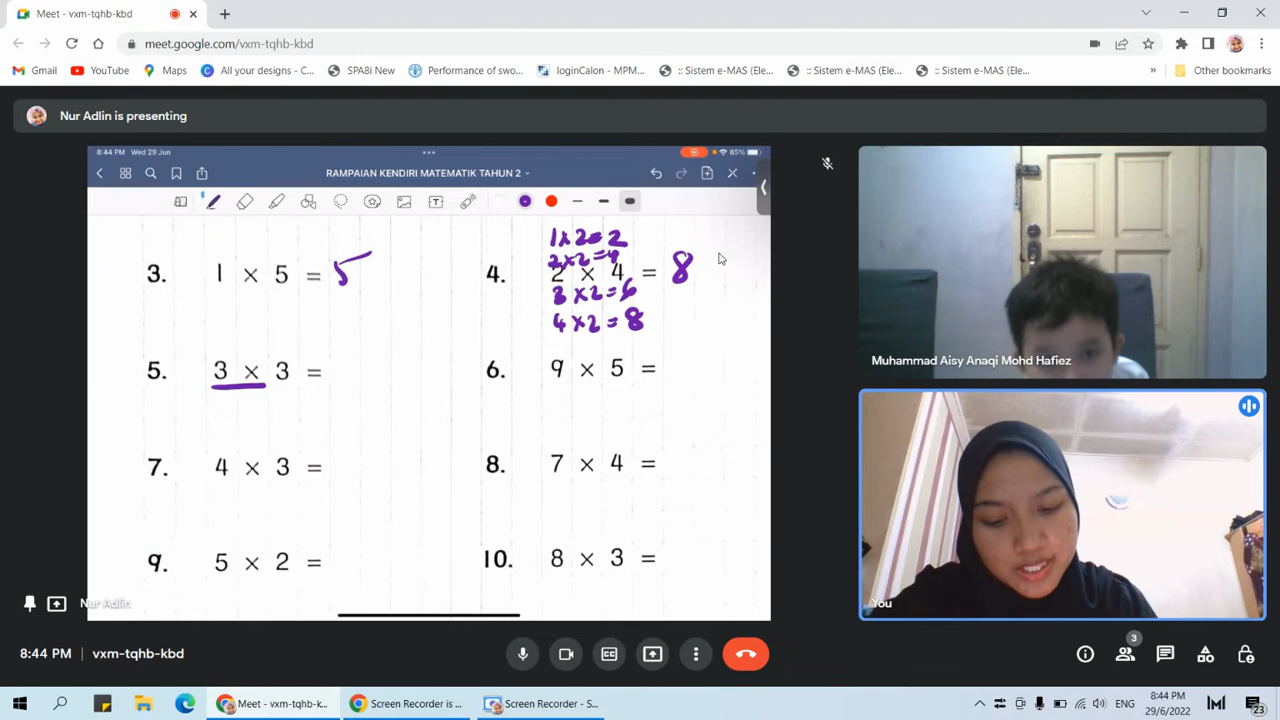 Meet - vxm-tqhb-kbd
meet.google.com/vxm-tqhb-kbd
Gmail YouTube Maps All your designs - C... SPA8i New Performance of swo... loginCalon - MPM... :: Sistem e-MAS (Ele... :: Sistem e-MAS (Ele... :: Sistem e-MAS (Ele... » Other bookmarks
Nur Adlin is presenting
8:44 PM Wed 29 Jun 85%
RAMPAIAN KENDIRI MATEMATIK TAHUN 2
1 x 2 = 2
2 x 2 = 4
3. 1 × 5 = 5 4. 2 × 4 = 8
3 x 2 = 6
4 x 2 = 8
5. 3 × 3 = 6. 9 × 5 =
7. 4 × 3 = 8. 7 × 4 =
9. 5 × 2 = 10. 8 × 3 =
Nur Adlin
Muhammad Aisy Anaqi Mohd Hafiez
You
8:44 PM vxm-tqhb-kbd
3
Meet - vxm-tqhb-k... Screen Recorder is ... Screen Recorder - S...
ENG
8:44 PM
29/6/2022
23